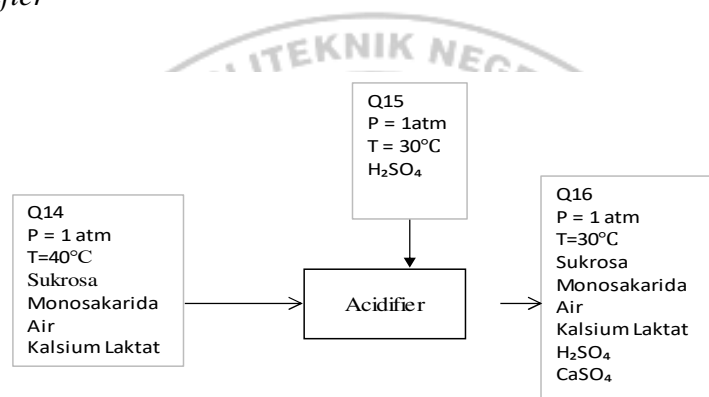 fier
LITEKNIK NEG
Q15
P = 1atm
T = 30°C
H₂SO₄
Q14
P = 1 atm
T=40°C
Sukrosa
Monosakarida
Air
Kalsium Laktat
Acidifier
Q16
P = 1 atm
T=30°C
Sukrosa
Monosakarida
Air
Kalsium Laktat
H₂SO₄
CaSO₄